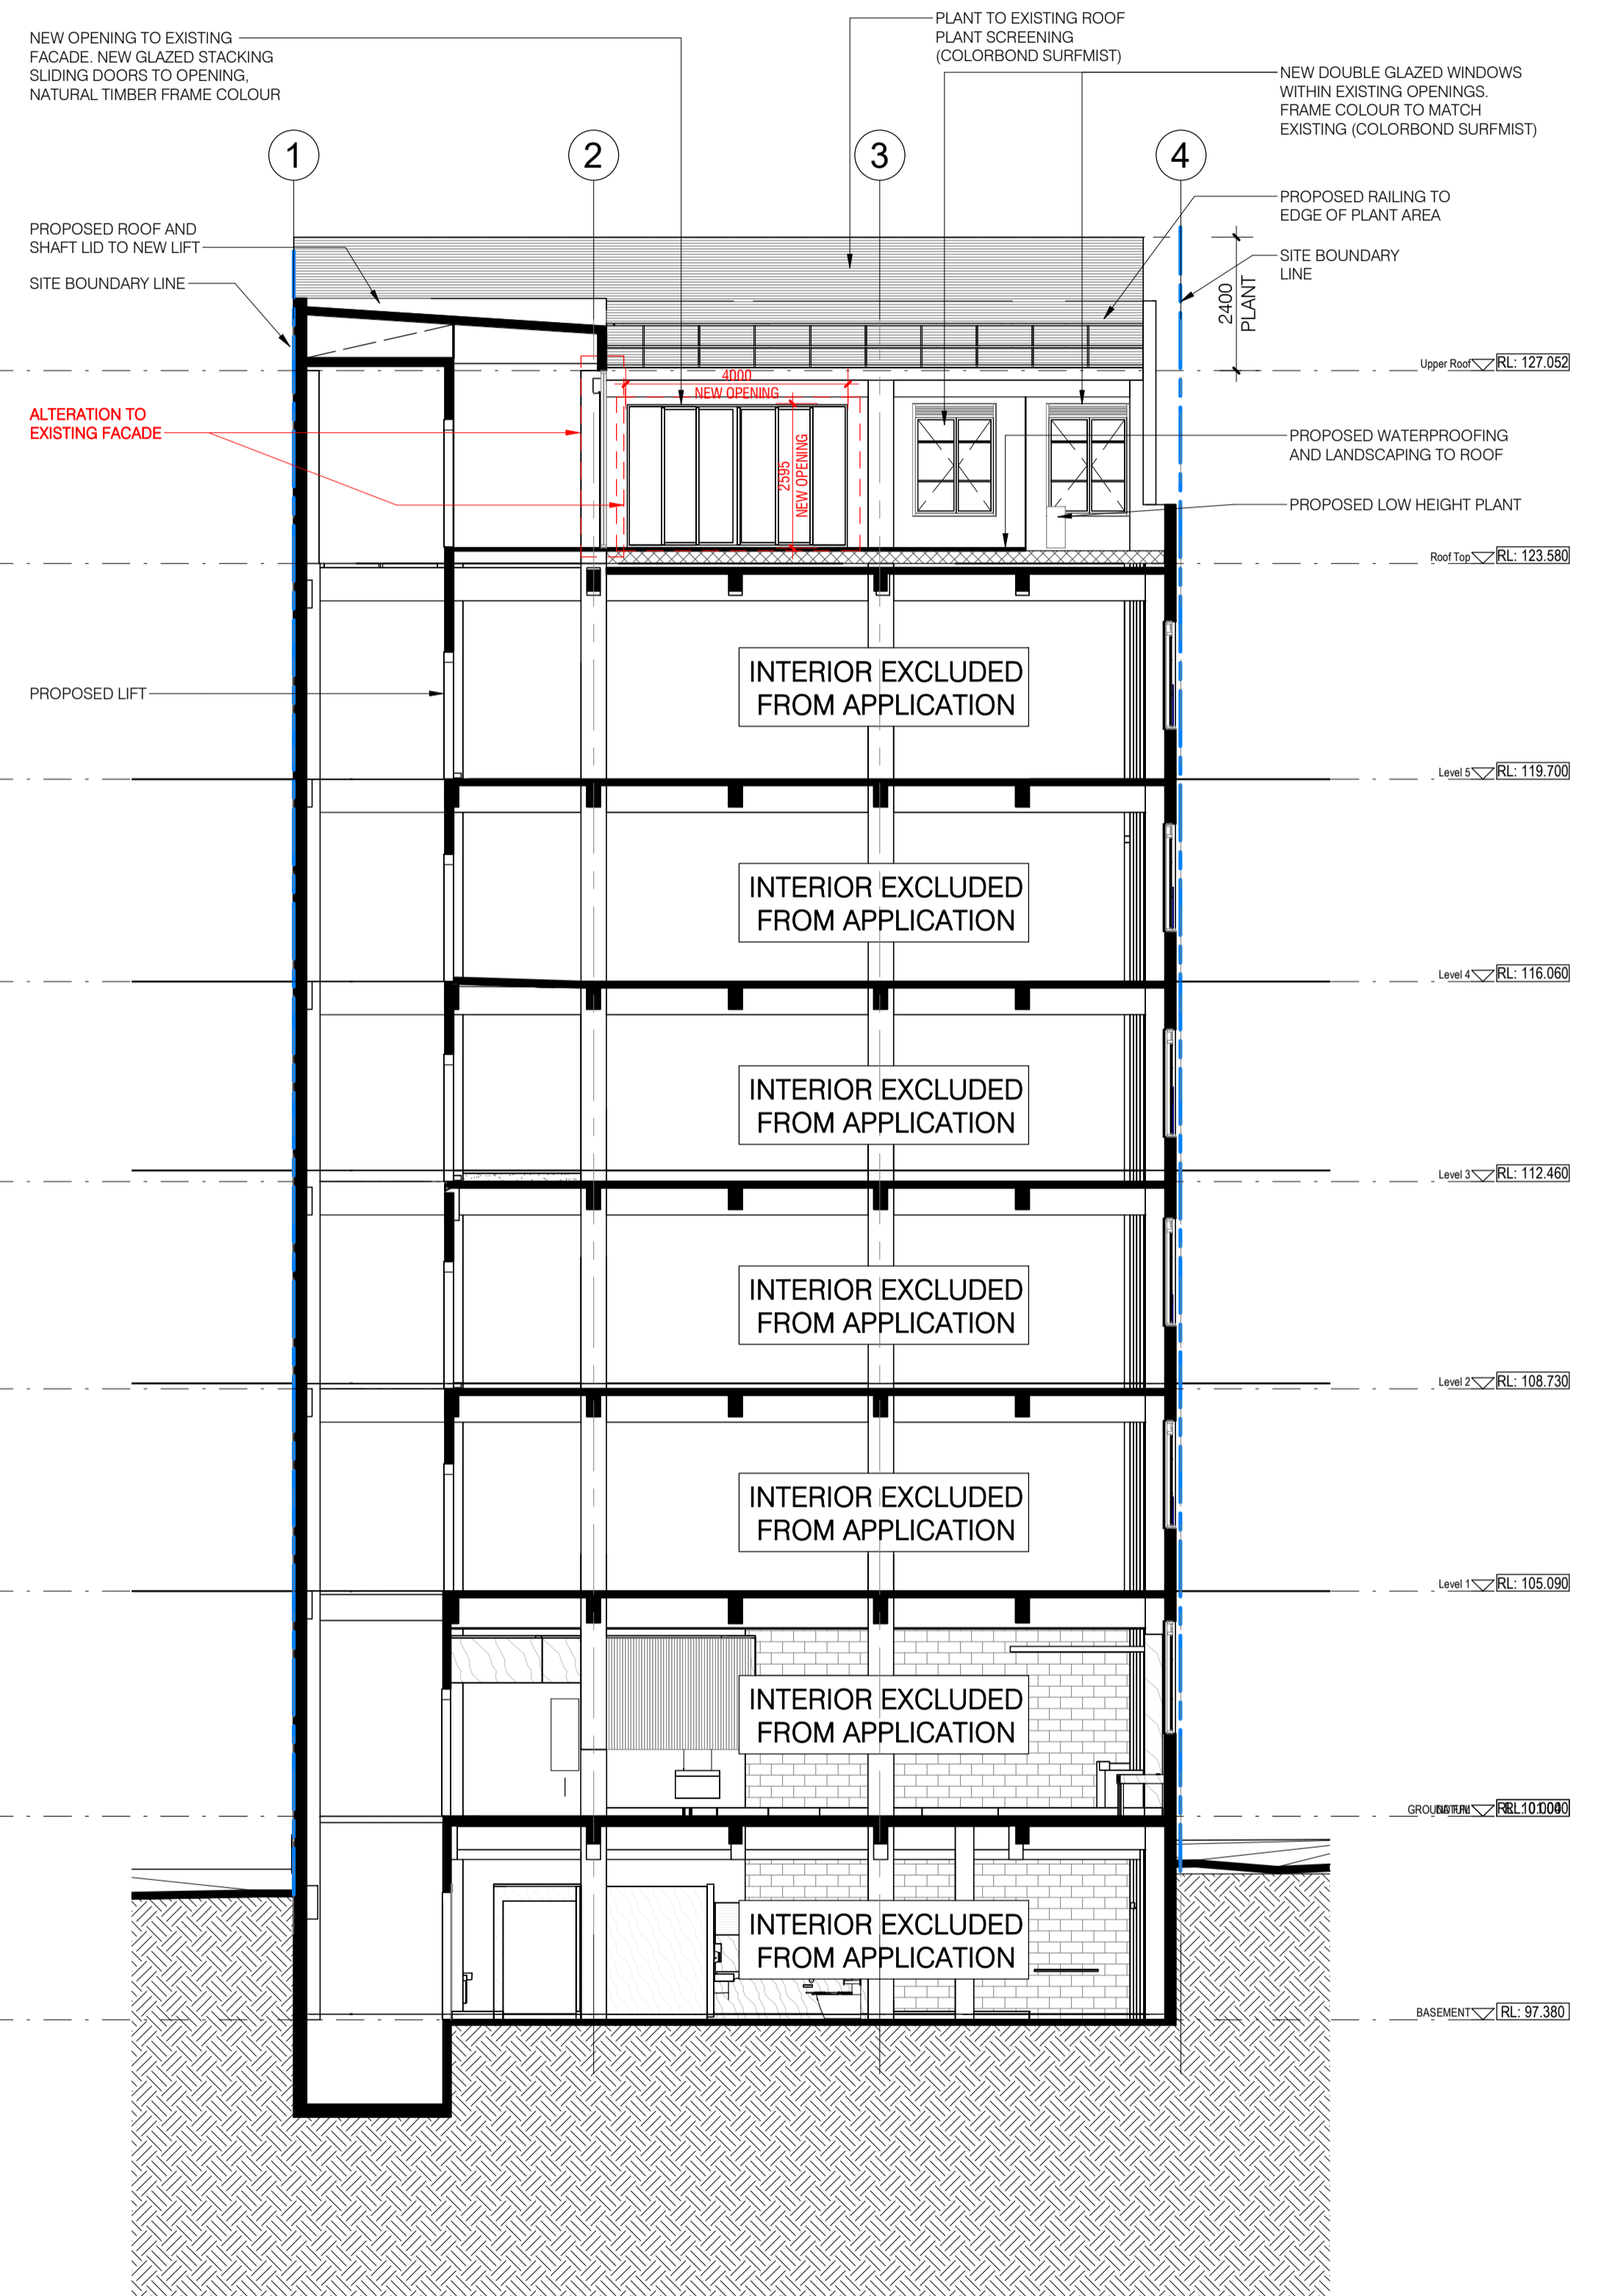 PLANT TO EXISTING ROOF
PLANT SCREENING
(COLORBOND SURFMIST)
NEW OPENING TO EXISTING
FACADE. NEW GLAZED STACKING
SLIDING DOORS TO OPENING,
NATURAL TIMBER FRAME COLOUR
NEW DOUBLE GLAZED WINDOWS
WITHIN EXISTING OPENINGS.
FRAME COLOUR TO MATCH
EXISTING (COLORBOND SURFMIST)
1
2
3
4
PROPOSED RAILING TO
EDGE OF PLANT AREA
PROPOSED ROOF AND
SHAFT LID TO NEW LIFT
SITE BOUNDARY LINE
SITE BOUNDARY
LINE
2400
PLANT
Upper Roof RL: 127.052
4000
NEW OPENING
ALTERATION TO
EXISTING FACADE
2595
NEW OPENING
PROPOSED WATERPROOFING
AND LANDSCAPING TO ROOF
PROPOSED LOW HEIGHT PLANT
Roof Top RL: 123.580
INTERIOR EXCLUDED
FROM APPLICATION
PROPOSED LIFT
Level 5 RL: 119.700
INTERIOR EXCLUDED
FROM APPLICATION
Level 4 RL: 116.060
INTERIOR EXCLUDED
FROM APPLICATION
Level 3 RL: 112.460
INTERIOR EXCLUDED
FROM APPLICATION
Level 2 RL: 108.730
INTERIOR EXCLUDED
FROM APPLICATION
Level 1 RL: 105.090
INTERIOR EXCLUDED
FROM APPLICATION
INTERIOR EXCLUDED
FROM APPLICATION
BASEMENT RL: 97.380